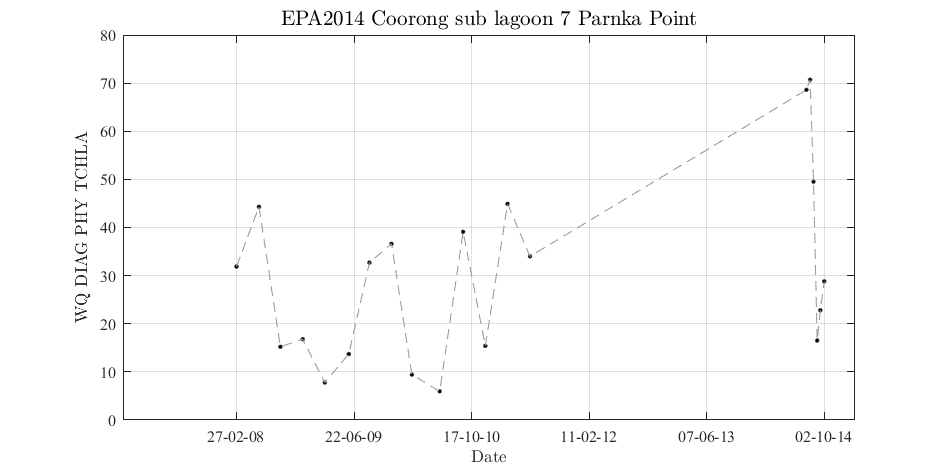 EPA2014 Coorong sub lagoon 7 Parnka Point
WQ DIAG PHY TCHLA
80
70
60
50
40
30
20
10
0
27-02-08 22-06-09 17-10-10 11-02-12 07-06-13 02-10-14
Date